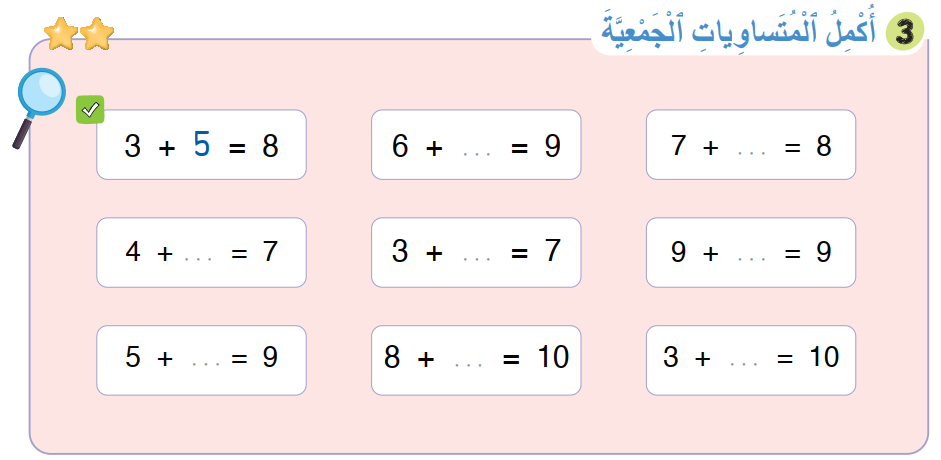 3 أُكْمِلُ ٱلْمُتَساوِياتِ ٱلْجَمْعِيَّةَ
3 + 5 = 8
6 + ... = 9
7 + ... = 8
4 + ... = 7
3 + ... = 7
9 + ... = 9
5 + ... = 9
8 + ... = 10
3 + ... = 10